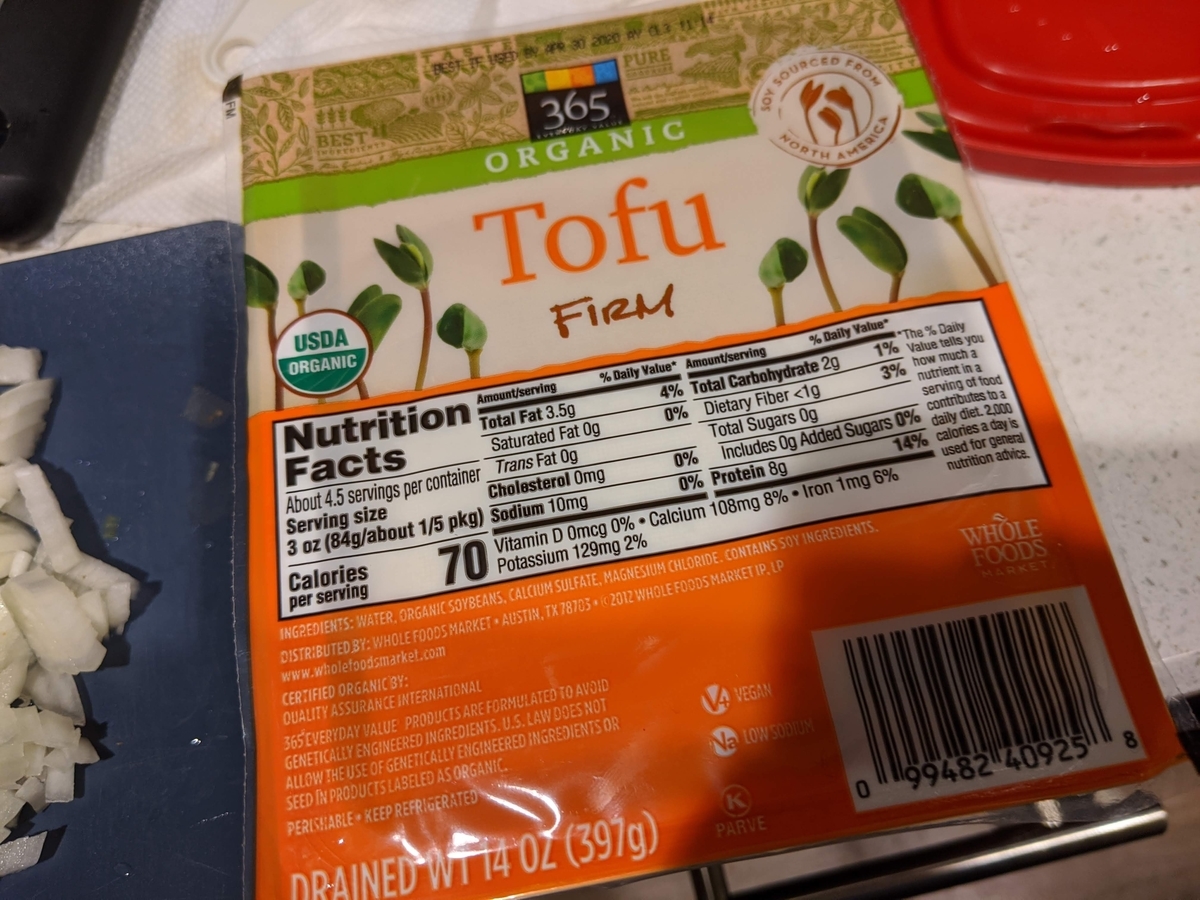 BEST IF USED BY APR 30 2020
PURE
365
EVERYDAY VALUE
BEST
INGREDIENTS
ORGANIC
SOY SOURCED FROM
NORTH AMERICA
Tofu
FIRM
USDA
ORGANIC
Nutrition
Facts
About 4.5 servings per container
Serving size
3 oz (84g/about 1/5 pkg)
Calories
per serving
70
Amount/serving % Daily Value*
Total Fat 3.5g 4%
Saturated Fat 0g 0%
Trans Fat 0g
Cholesterol 0mg 0%
Sodium 10mg 0%
Amount/serving % Daily Value*
Total Carbohydrate 2g 1%
Dietary Fiber <1g 3%
Total Sugars 0g
Includes 0g Added Sugars 0%
Protein 8g 14%
Vitamin D 0mcg 0% • Calcium 108mg 8% • Iron 1mg 6%
Potassium 129mg 2%
*The % Daily
Value tells you
how much a
nutrient in a
serving of food
contributes to a
daily diet. 2,000
calories a day is
used for general
nutrition advice.
INGREDIENTS: WATER, ORGANIC SOYBEANS, CALCIUM SULFATE, MAGNESIUM CHLORIDE. CONTAINS SOY INGREDIENTS.
DISTRIBUTED BY: WHOLE FOODS MARKET • AUSTIN, TX 78703 • © 2012 WHOLE FOODS MARKET IP, LP
www.wholefoodsmarket.com
CERTIFIED ORGANIC BY:
QUALITY ASSURANCE INTERNATIONAL
365 EVERYDAY VALUE PRODUCTS ARE FORMULATED TO AVOID
GENETICALLY ENGINEERED INGREDIENTS. U.S. LAW DOES NOT
ALLOW THE USE OF GENETICALLY ENGINEERED INGREDIENTS OR
SEED IN PRODUCTS LABELED AS ORGANIC.
PERISHABLE • KEEP REFRIGERATED
DRAINED WT 14 OZ (397g)
WHOLE
FOODS
MARKET
V VEGAN
Na LOW SODIUM
K
PARVE
0 99482 40925 8